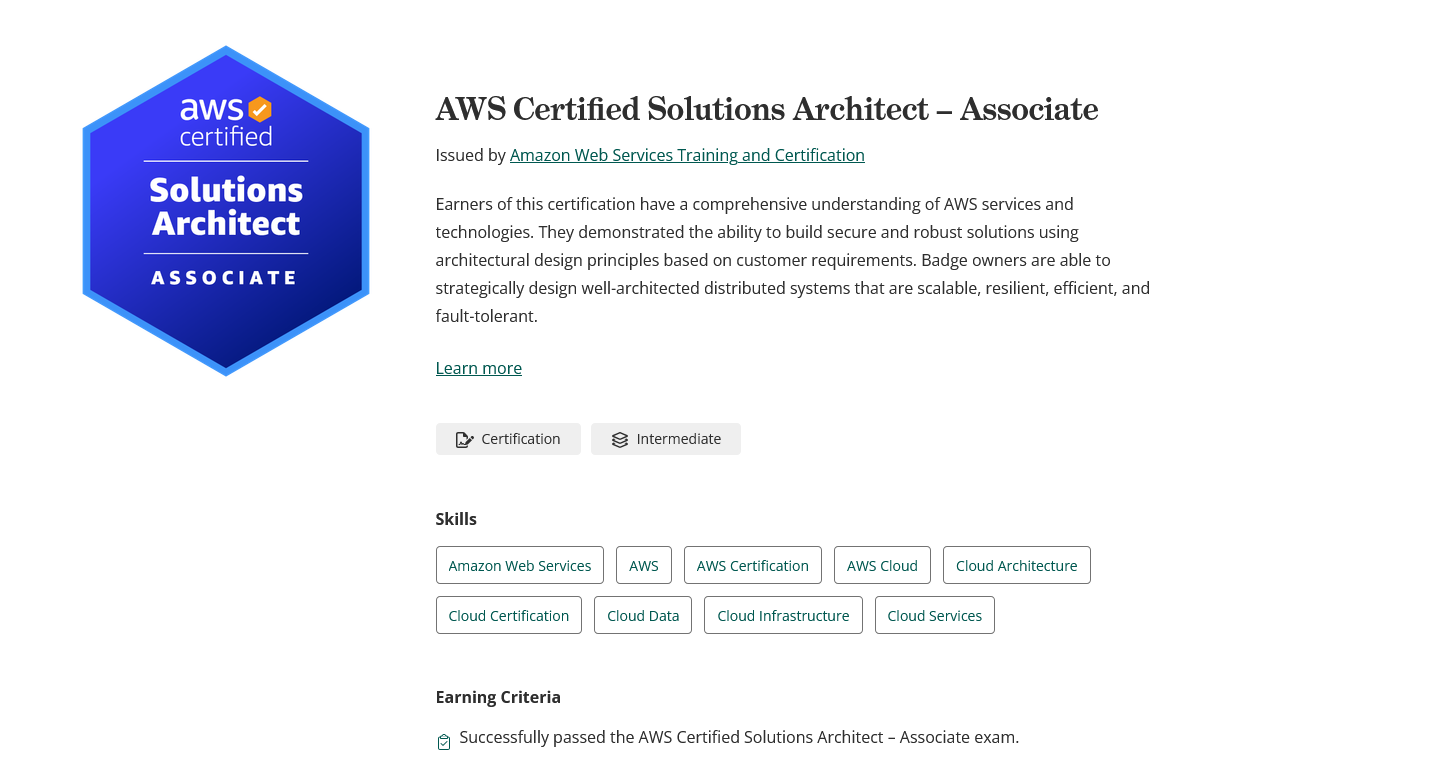 aws
certified
Solutions
Architect
ASSOCIATE
AWS Certified Solutions Architect – Associate
Issued by Amazon Web Services Training and Certification
Earners of this certification have a comprehensive understanding of AWS services and
technologies. They demonstrated the ability to build secure and robust solutions using
architectural design principles based on customer requirements. Badge owners are able to
strategically design well-architected distributed systems that are scalable, resilient, efficient, and
fault-tolerant.
Learn more
Certification Intermediate
Skills
Amazon Web Services AWS AWS Certification AWS Cloud Cloud Architecture
Cloud Certification Cloud Data Cloud Infrastructure Cloud Services
Earning Criteria
Successfully passed the AWS Certified Solutions Architect – Associate exam.